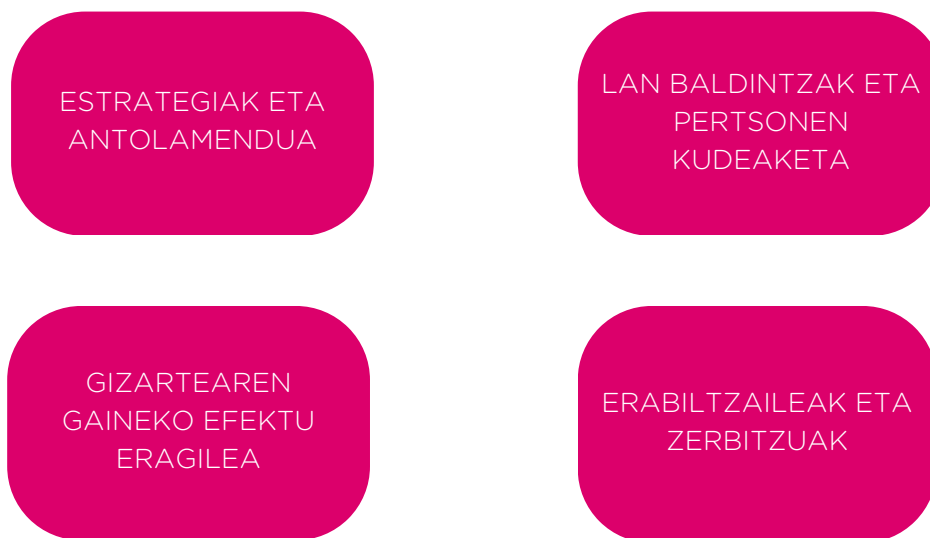 ESTRATEGIAK ETA
ANTOLAMENDUA
LAN BALDINTZAK ETA
PERTSONEN
KUDEAKETA
GIZARTEAREN
GAINEKO EFEKTU
ERAGILEA
ERABILTZAILEAK ETA
ZERBITZUAK